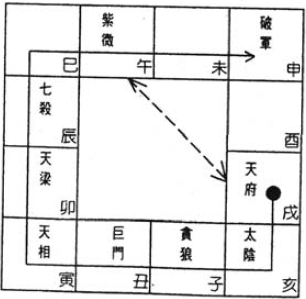 紫微
破軍
巳
午
未
申
七殺
辰
酉
天梁
卯
天府
戌
天相
巨門
貪狼
太陰
寅
丑
子
亥